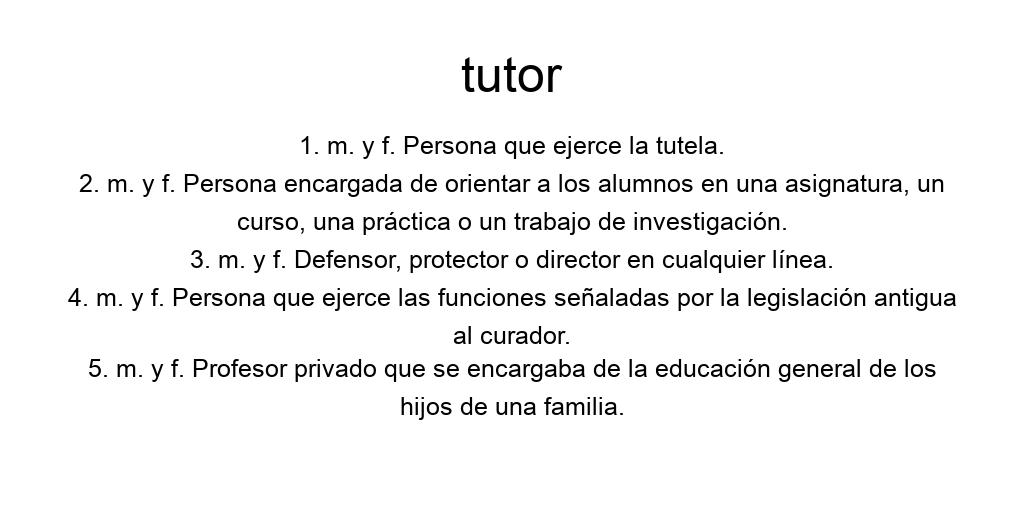 tutor
1. m. y f. Persona que ejerce la tutela.
2. m. y f. Persona encargada de orientar a los alumnos en una asignatura, un
curso, una práctica o un trabajo de investigación.
3. m. y f. Defensor, protector o director en cualquier línea.
4. m. y f. Persona que ejerce las funciones señaladas por la legislación antigua
al curador.
5. m. y f. Profesor privado que se encargaba de la educación general de los
hijos de una familia.